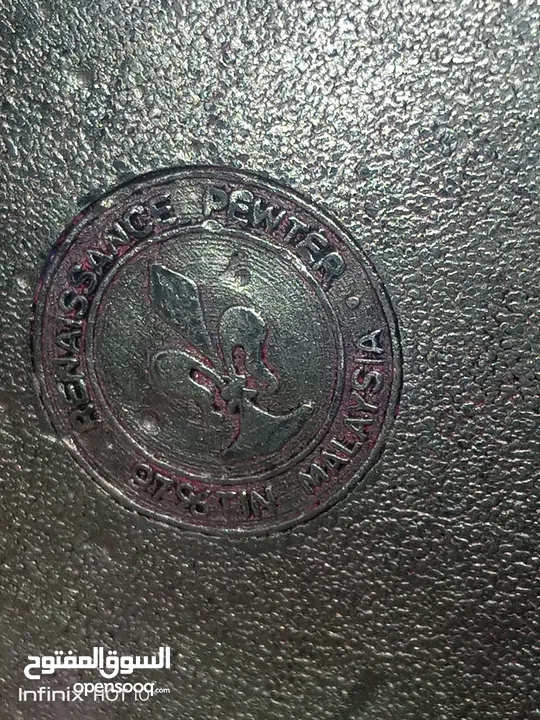 RENAISSANCE PEWTER
97% TIN MALAYSIA
السوق المفتوح
opensooq.com
Infinix HOT 10